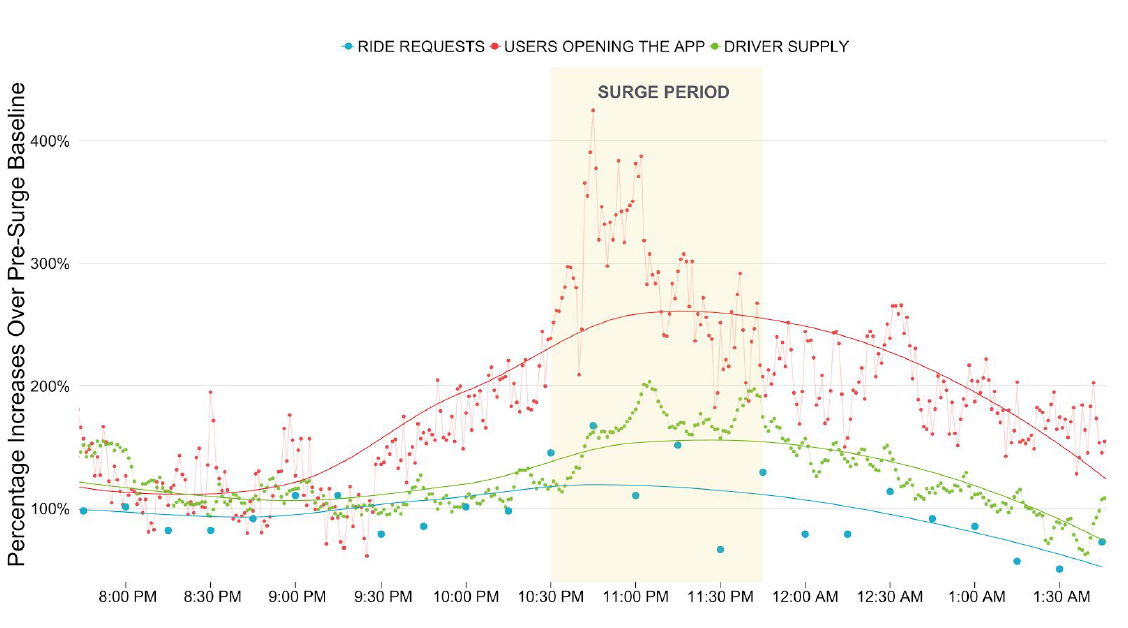 RIDE REQUESTS USERS OPENING THE APP DRIVER SUPPLY
SURGE PERIOD
Percentage Increases Over Pre-Surge Baseline
400%
300%
200%
100%
8:00 PM 8:30 PM 9:00 PM 9:30 PM 10:00 PM 10:30 PM 11:00 PM 11:30 PM 12:00 AM 12:30 AM 1:00 AM 1:30 AM